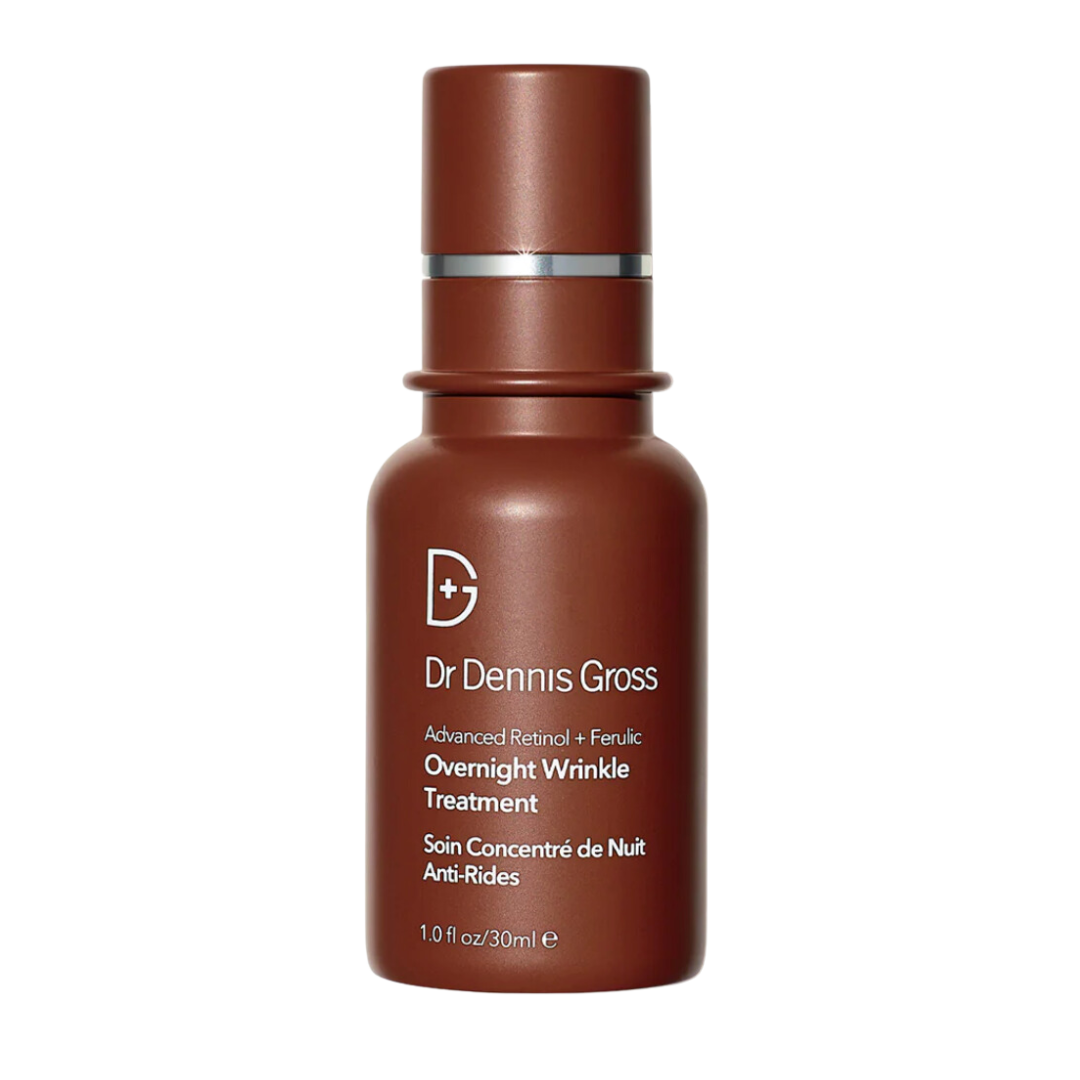 D+G
Dr Dennis Gross
Advanced Retinol + Ferulic
Overnight Wrinkle
Treatment
Soin Concentré de Nuit
Anti-Rides
1.0 fl oz/30ml ℮